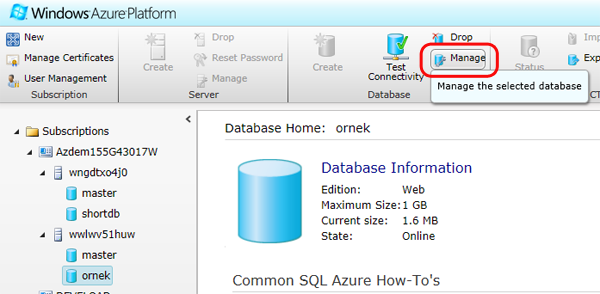 Windows Azure Platform
New
Manage Certificates
User Management
Subscription
Create
Drop
Reset Password
Manage
Server
Create
Test Connectivity
Drop
Manage
Database
Status
Manage the selected database
Subscriptions
Azdem155G43017W
wngdtxo4j0
master
shortdb
wwlwv51huw
master
ornek
Database Home: ornek
Database Information
Edition: Web
Maximum Size: 1 GB
Current size: 1.6 MB
State: Online
Common SQL Azure How-To's